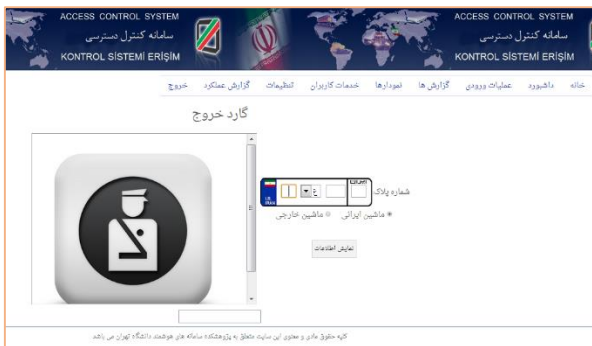 ACCESS CONTROL SYSTEM
سامانه کنترل دسترسی
KONTROL SİSTEMİ ERİŞİM
ACCESS CONTROL SYSTEM
سامانه کنترل دسترسی
KONTROL SİSTEMİ ERİŞİM
خانه داشبورد عملیات ورودی گزارش ها نمودارها خدمات کاربران تنظیمات گزارش عملکرد خروج
گارد خروج
شماره پلاک
ایران
ع
I.R.
IRAN
ماشین ایرانی ماشین خارجی
نمایش اطلاعات
کلیه حقوق مادی و معنوی این سایت متعلق به پژوهشکده سامانه های هوشمند دانشگاه تهران می باشد